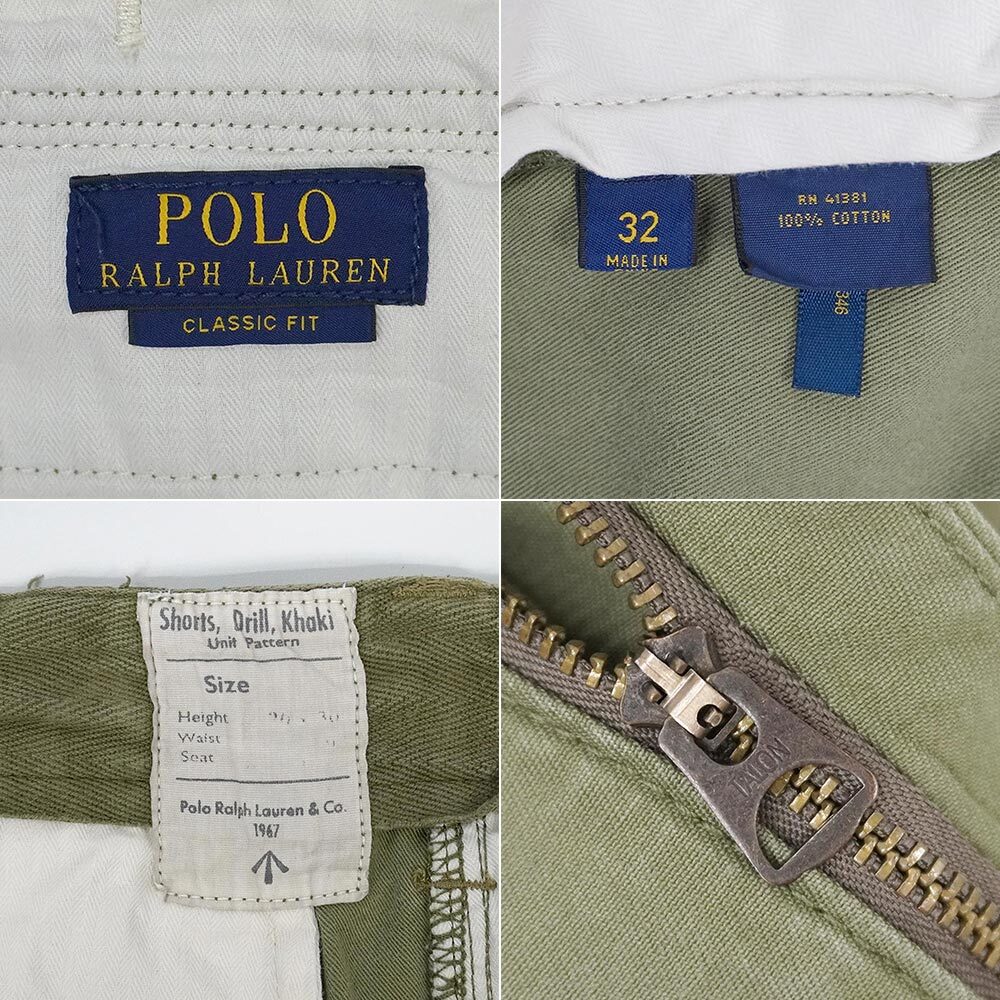 POLO
RALPH LAUREN
CLASSIC FIT
32
MADE IN
RN 41381
100% COTTON
346
Shorts, Drill, Khaki
Unit Pattern
Size
Height
Waist
Seat
Polo Ralph Lauren & Co.
1967
TALON